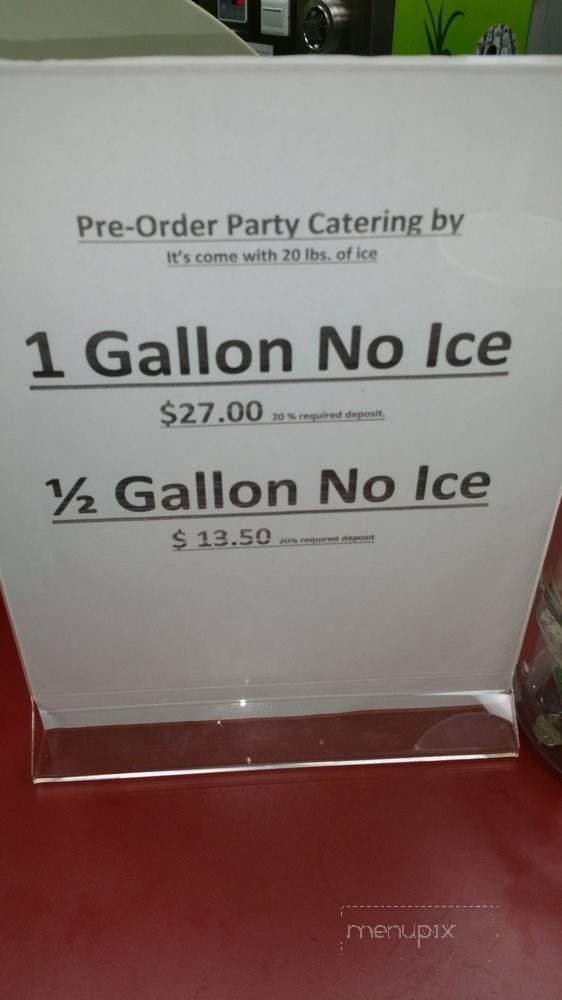 Pre-Order Party Catering by
It's come with 20 lbs. of ice
1 Gallon No Ice
$27.00 20 % required deposit.
½ Gallon No Ice
$ 13.50 20% required deposit
menupix